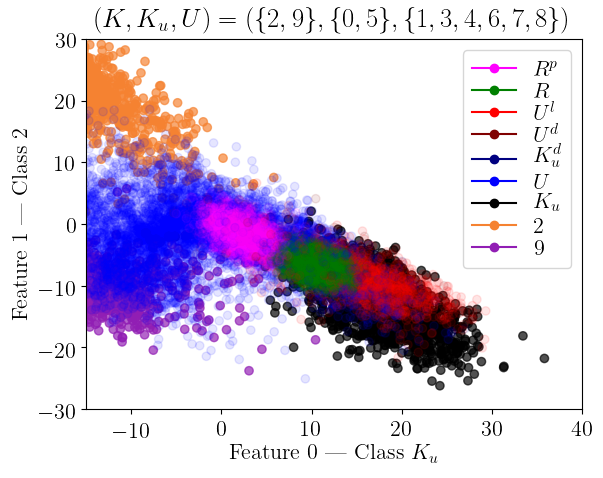 (K, K_u, U) = ({2, 9}, {0, 5}, {1, 3, 4, 6, 7, 8})
30
20
10
0
−10
−20
−30
Feature 1 — Class 2
R^p
R
U^l
U^d
K_u^d
U
K_u
2
9
−10
0
10
20
30
40
Feature 0 — Class K_u